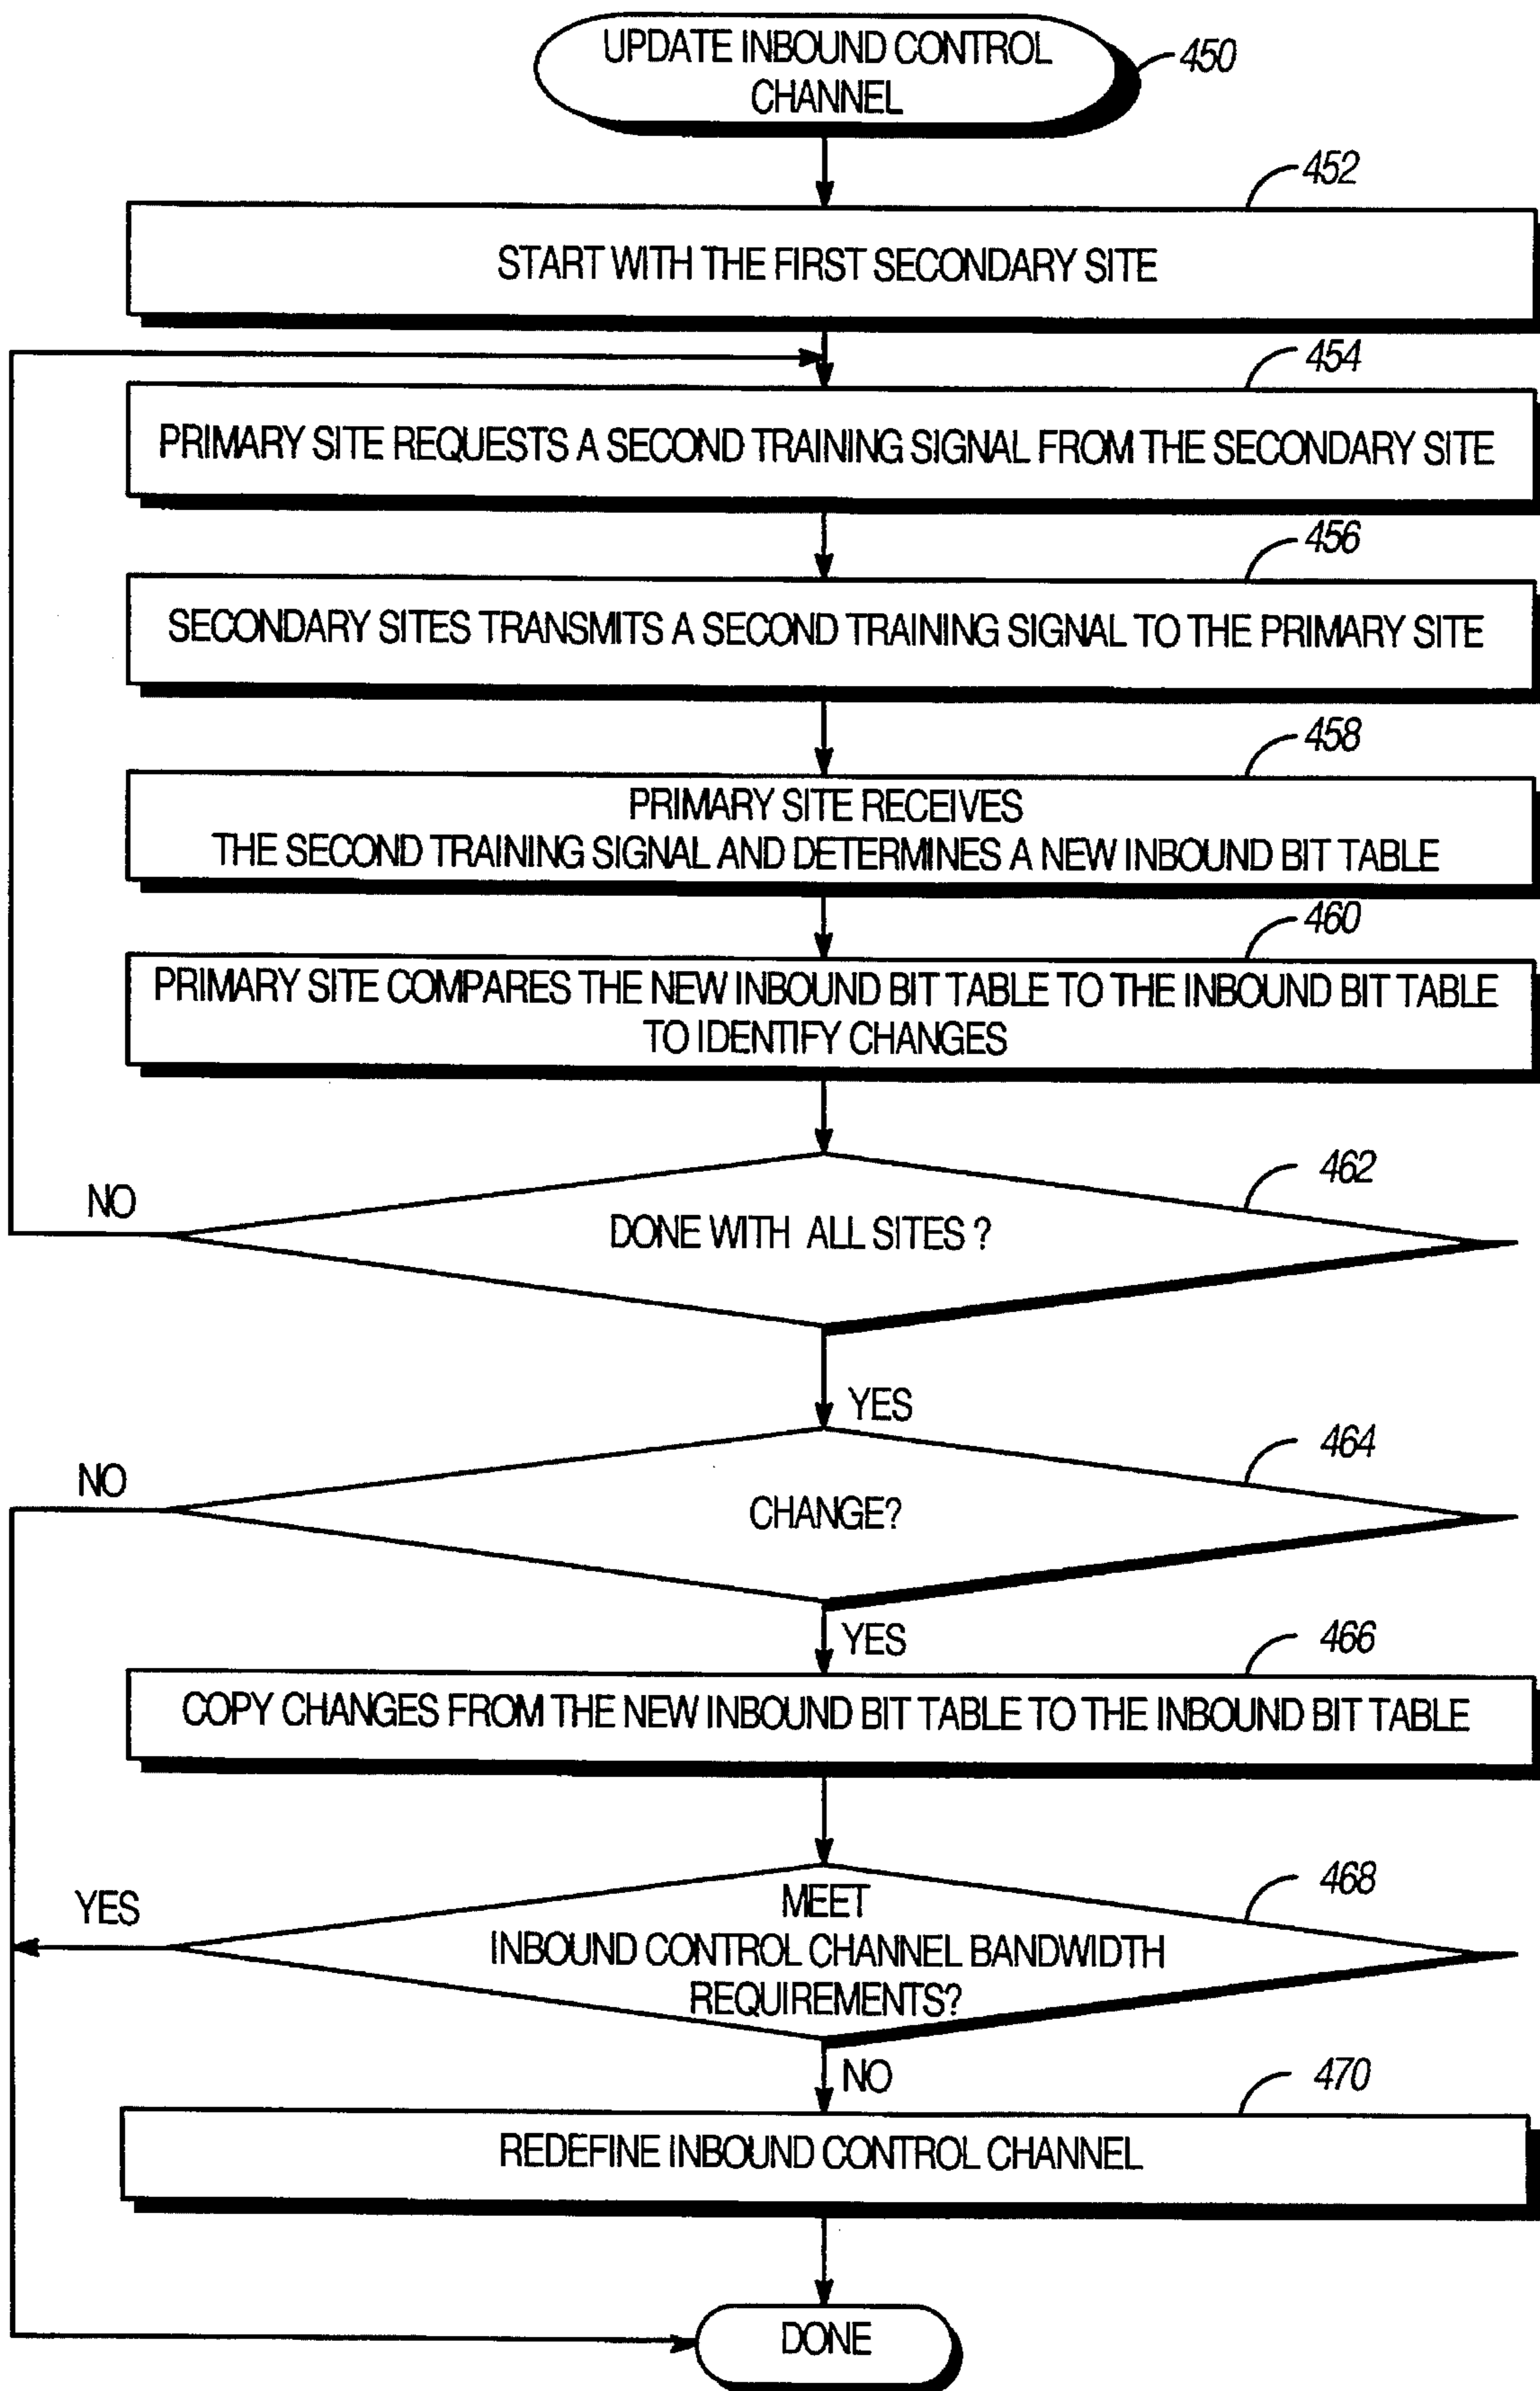 UPDATE INBOUND CONTROL
CHANNEL
450
452
START WITH THE FIRST SECONDARY SITE
454
PRIMARY SITE REQUESTS A SECOND TRAINING SIGNAL FROM THE SECONDARY SITE
456
SECONDARY SITES TRANSMITS A SECOND TRAINING SIGNAL TO THE PRIMARY SITE
458
PRIMARY SITE RECEIVES
THE SECOND TRAINING SIGNAL AND DETERMINES A NEW INBOUND BIT TABLE
460
PRIMARY SITE COMPARES THE NEW INBOUND BIT TABLE TO THE INBOUND BIT TABLE
TO IDENTIFY CHANGES
462
NO
DONE WITH ALL SITES ?
YES
464
NO
CHANGE?
YES
466
COPY CHANGES FROM THE NEW INBOUND BIT TABLE TO THE INBOUND BIT TABLE
468
YES
MEET
INBOUND CONTROL CHANNEL BANDWIDTH
REQUIREMENTS?
NO
470
REDEFINE INBOUND CONTROL CHANNEL
DONE